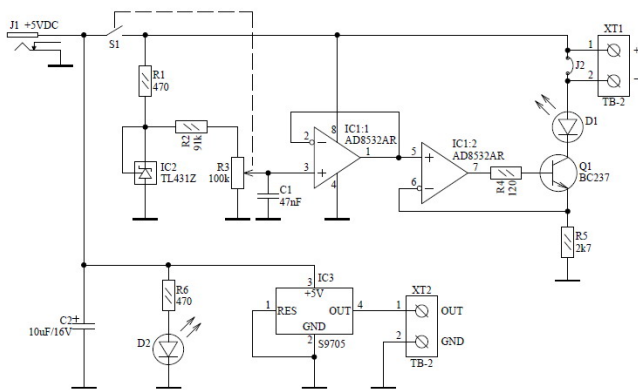 J1 +5VDC
S1
XT1
1
+
J2
2
−
TB-2
R1
470
R2
91k
IC2
TL431Z
R3
100k
C1
47nF
IC1:1
AD8532AR
8
2
3
1
4
IC1:2
AD8532AR
5
6
7
R4
120
D1
Q1
BC237
R5
2k7
C2
+
10uF/16V
R6
470
D2
IC3
3
+5V
1
RES
OUT
4
GND
2
S9705
XT2
1
OUT
2
GND
TB-2